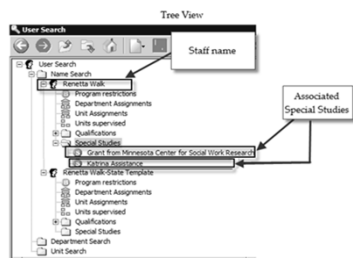 Tree View
User Search
Staff name
User Search
Name Search
Renetta Walk
Program restrictions
Department Assignments
Unit Assignments
Units supervised
Qualifications
Special Studies
Grant from Minnesota Center for Social Work Research
Katrina Assistance
Associated
Special Studies
Renetta Walk-State Template
Program restrictions
Department Assignments
Unit Assignments
Units supervised
Qualifications
Special Studies
Department Search
Unit Search